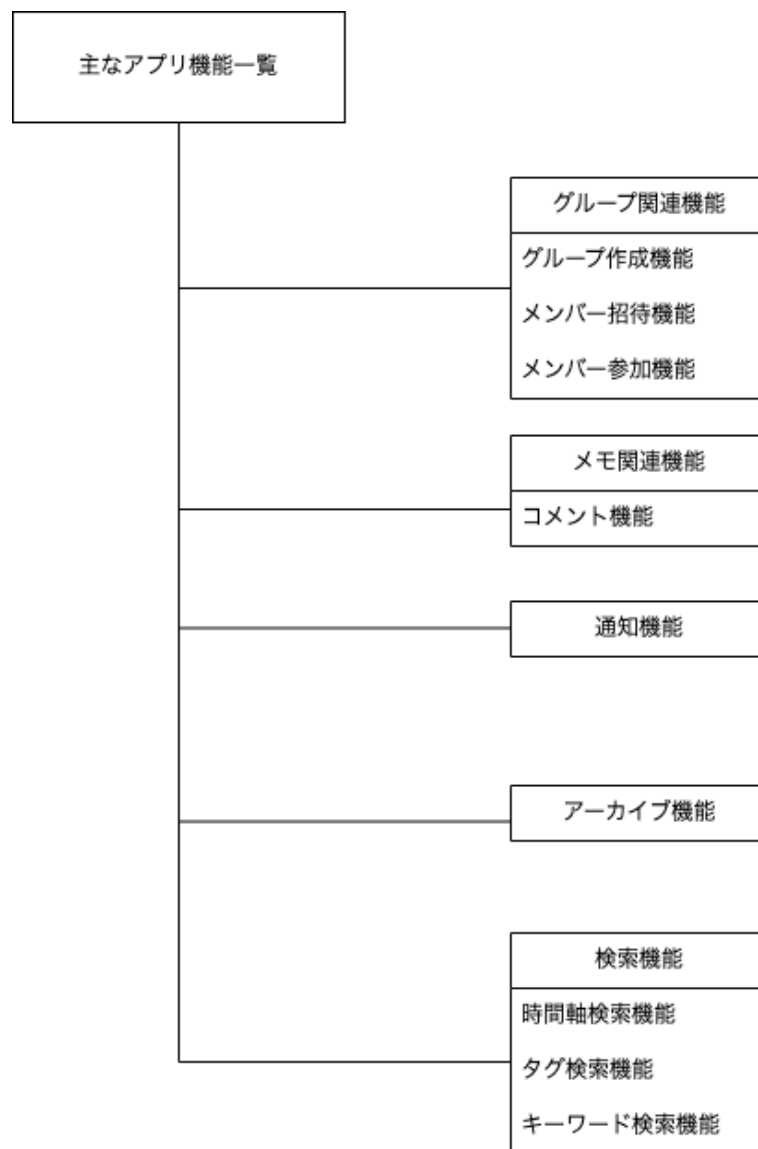 主なアプリ機能一覧
グループ関連機能
グループ作成機能
メンバー招待機能
メンバー参加機能
メモ関連機能
コメント機能
通知機能
アーカイブ機能
検索機能
時間軸検索機能
タグ検索機能
キーワード検索機能